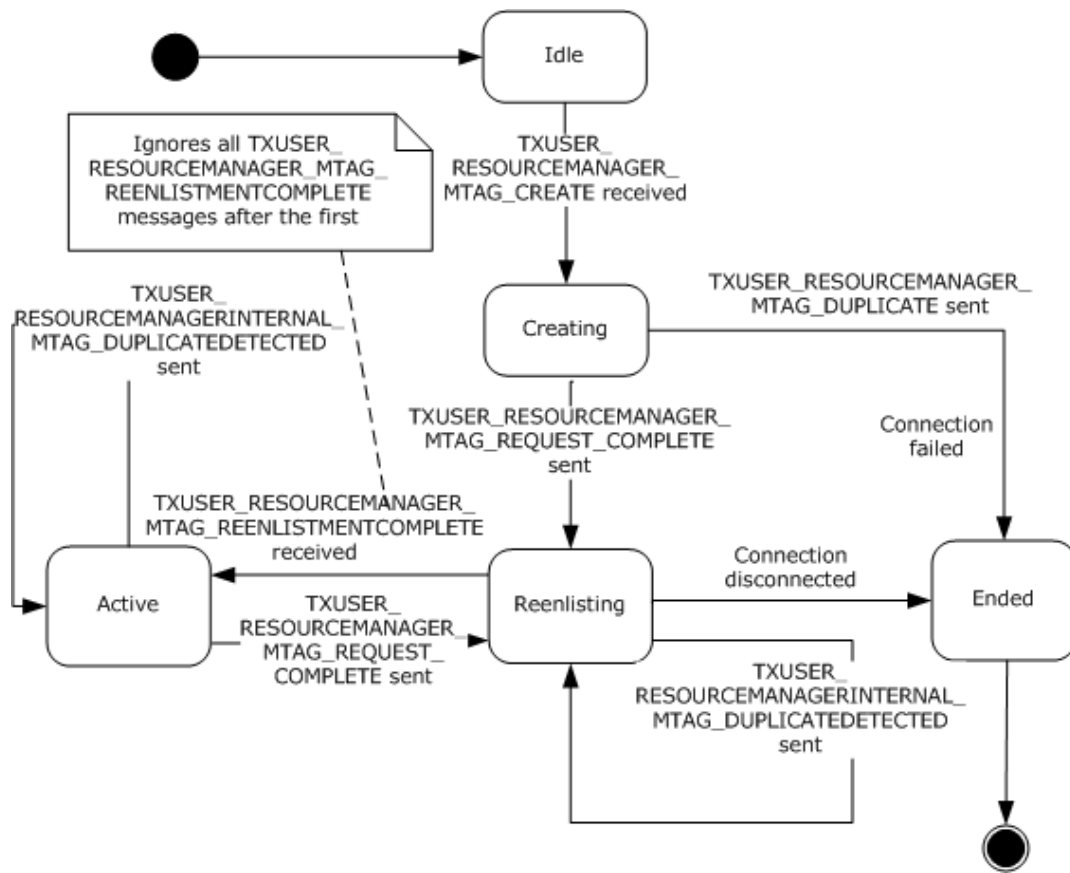 Idle
Ignores all TXUSER_
RESOURCEMANAGER_MTAG_
REENLISTMENTCOMPLETE
messages after the first
TXUSER_
RESOURCEMANAGER_
MTAG_CREATE received
TXUSER_
RESOURCEMANAGERINTERNAL_
MTAG_DUPLICATEDETECTED
sent
Creating
TXUSER_RESOURCEMANAGER_
MTAG_DUPLICATE sent
TXUSER_RESOURCEMANAGER_
MTAG_REQUEST_COMPLETE
sent
Connection
failed
TXUSER_RESOURCEMANAGER_
MTAG_REENLISTMENTCOMPLETE
received
Active
TXUSER_
RESOURCEMANAGER_
MTAG_REQUEST_
COMPLETE sent
Reenlisting
Connection
disconnected
Ended
TXUSER_
RESOURCEMANAGERINTERNAL_
MTAG_DUPLICATEDETECTED
sent